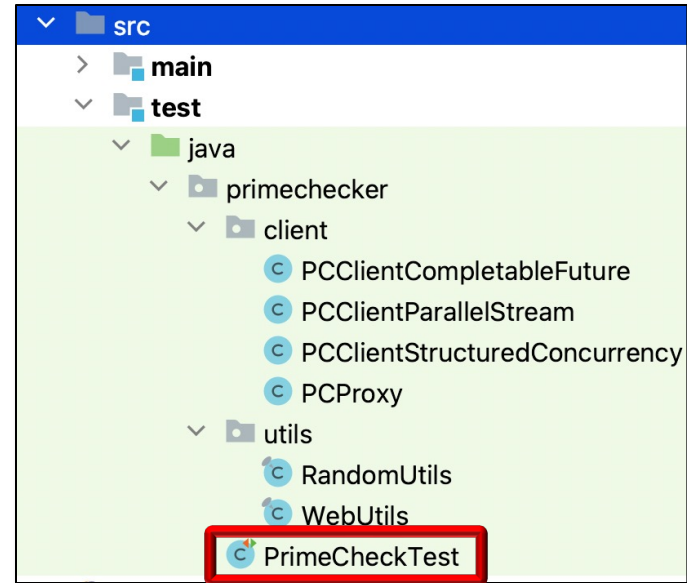 src
main
test
java
primechecker
client
PCClientCompletableFuture
PCClientParallelStream
PCClientStructuredConcurrency
PCProxy
utils
RandomUtils
WebUtils
PrimeCheckTest